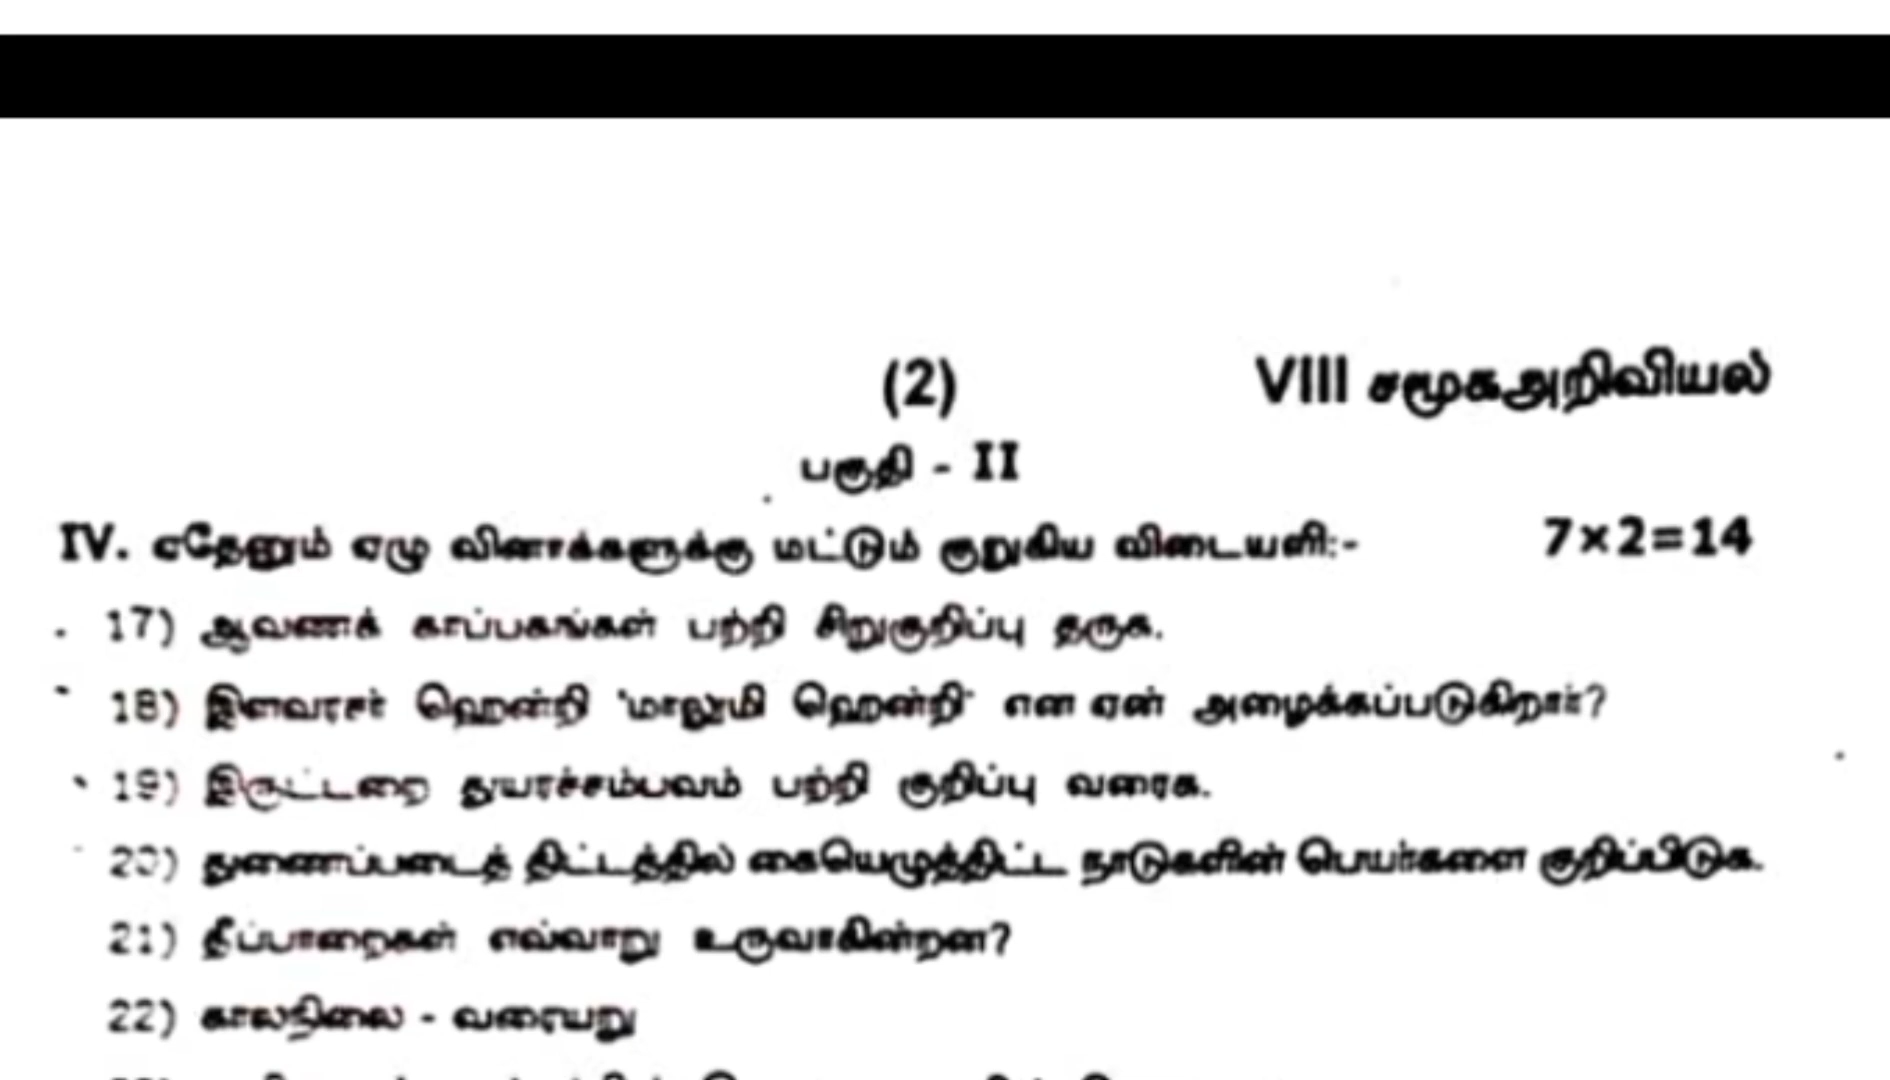 (2) VIII சமூகஅறிவியல்
பகுதி - II
IV. ஏதேனும் ஏழு வினாக்களுக்கு மட்டும் குறுகிய விடையளி:- 7×2=14
17) ஆவணக் காப்பகங்கள் பற்றி சிறுகுறிப்பு தருக.
18) இளவரசர் ஹென்றி 'மாலுமி ஹென்றி' என ஏன் அழைக்கப்படுகிறார்?
19) இருட்டறை துயரச்சம்பவம் பற்றி குறிப்பு வரைக.
20) துணைப்படைத் திட்டத்தில் கையெழுத்திட்ட நாடுகளின் பெயர்களை குறிப்பிடுக.
21) தீப்பாறைகள் எவ்வாறு உருவாகின்றன?
22) காலநிலை - வரையறு